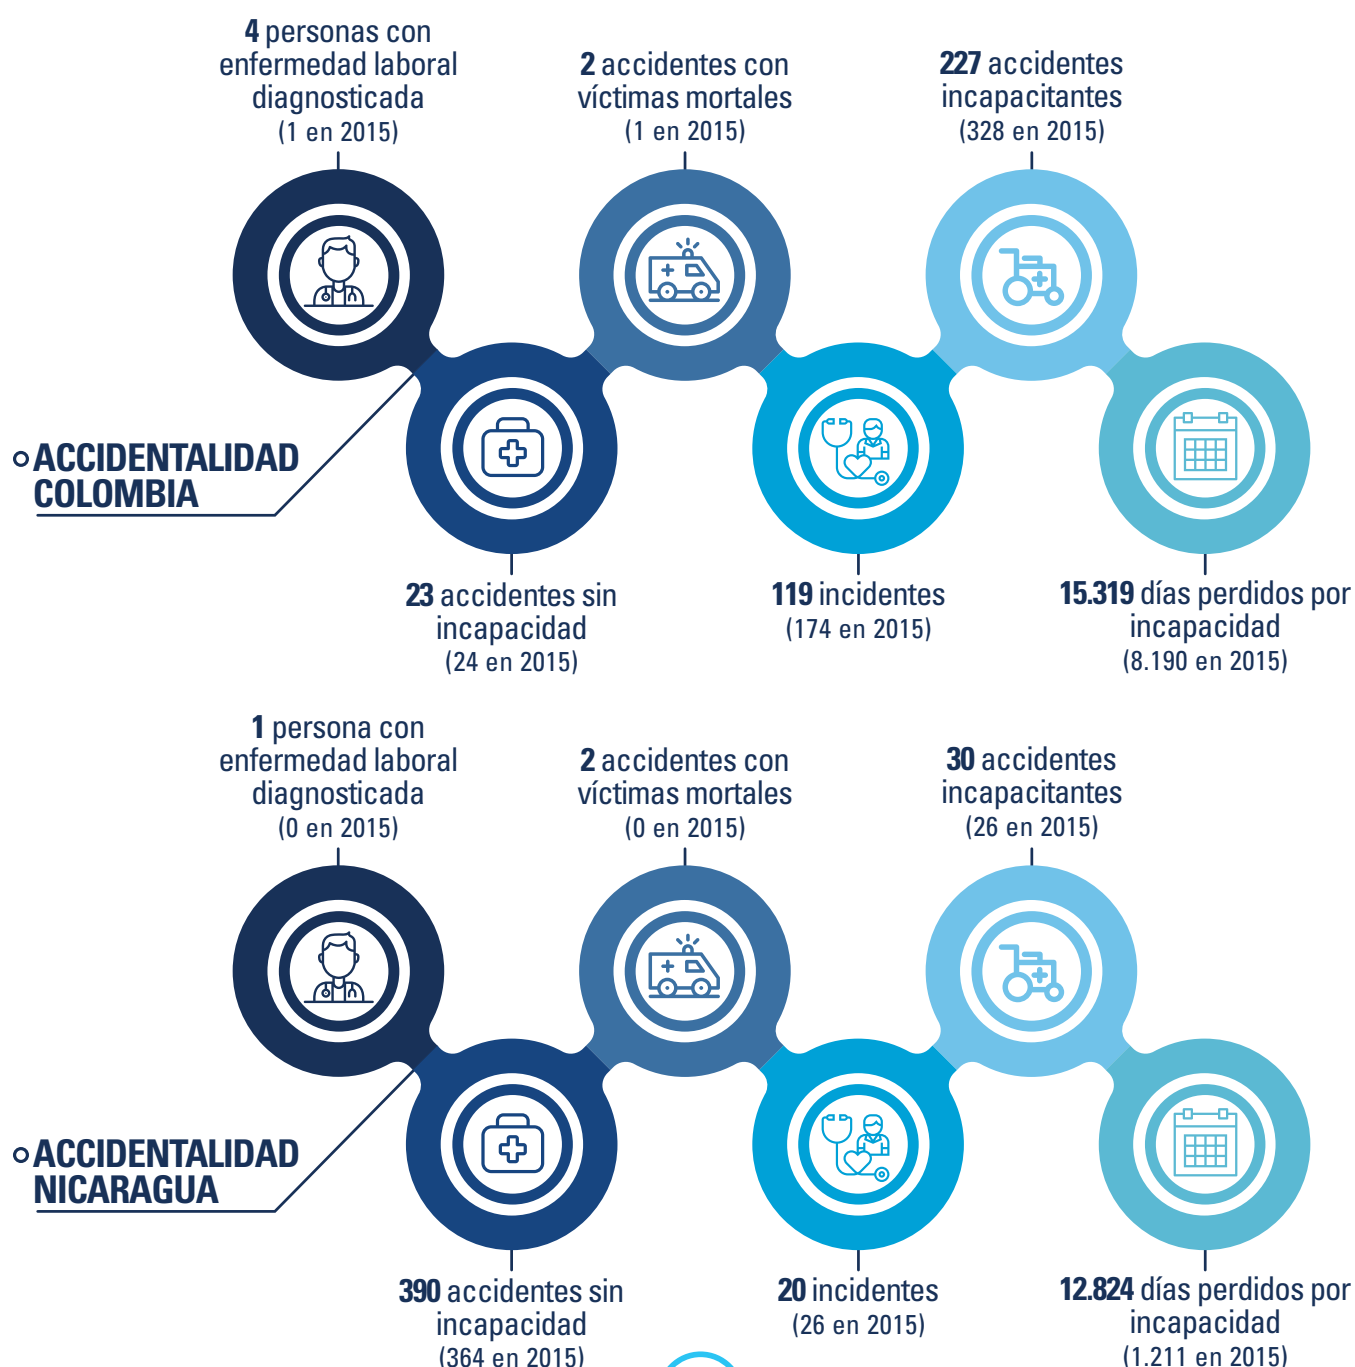 4 personas con
enfermedad laboral
diagnosticada
(1 en 2015)
2 accidentes con
víctimas mortales
(1 en 2015)
227 accidentes
incapacitantes
(328 en 2015)
ACCIDENTALIDAD
COLOMBIA
23 accidentes sin
incapacidad
(24 en 2015)
119 incidentes
(174 en 2015)
15.319 días perdidos por
incapacidad
(8.190 en 2015)
1 persona con
enfermedad laboral
diagnosticada
(0 en 2015)
2 accidentes con
víctimas mortales
(0 en 2015)
30 accidentes
incapacitantes
(26 en 2015)
ACCIDENTALIDAD
NICARAGUA
390 accidentes sin
incapacidad
(364 en 2015)
20 incidentes
(26 en 2015)
12.824 días perdidos por
incapacidad
(1.211 en 2015)